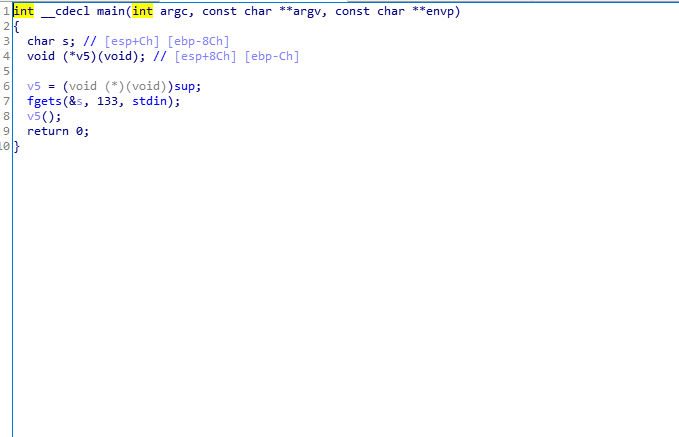 1 int __cdecl main(int argc, const char **argv, const char **envp)
2 {
3 char s; // [esp+Ch] [ebp-8Ch]
4 void (*v5)(void); // [esp+8Ch] [ebp-Ch]
5
6 v5 = (void (*)(void))sup;
7 fgets(&s, 133, stdin);
8 v5();
9 return 0;
10 }